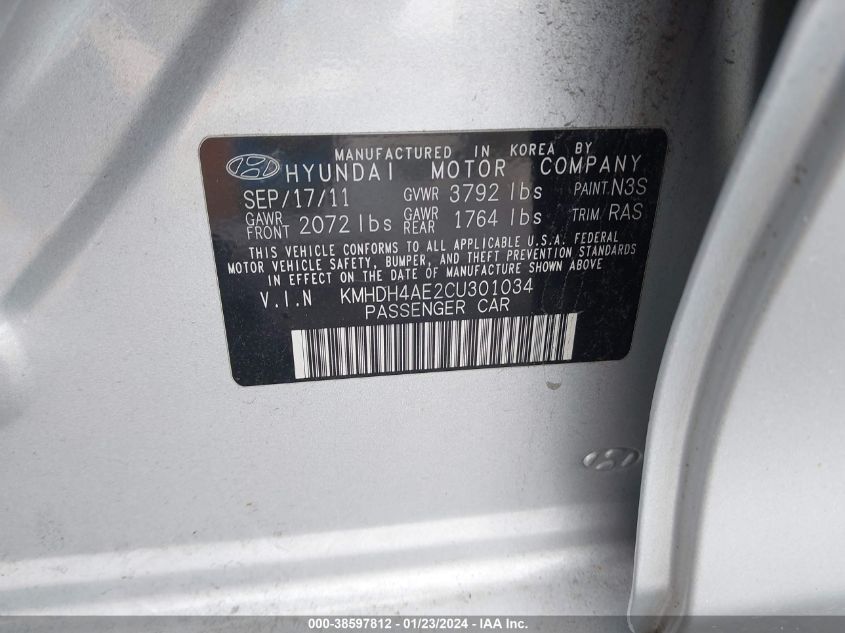 MANUFACTURED IN KOREA BY
HYUNDAI MOTOR COMPANY
SEP/17/11 GVWR 3792 lbs PAINT N3S
GAWR FRONT 2072 lbs GAWR REAR 1764 lbs TRIM/RAS
THIS VEHICLE CONFORMS TO ALL APPLICABLE U.S.A. FEDERAL
MOTOR VEHICLE SAFETY, BUMPER, AND THEFT PREVENTION STANDARDS
IN EFFECT ON THE DATE OF MANUFACTURE SHOWN ABOVE
V.I.N KMHDH4AE2CU301034
PASSENGER CAR
000-38597812 - 01/23/2024 - IAA Inc.